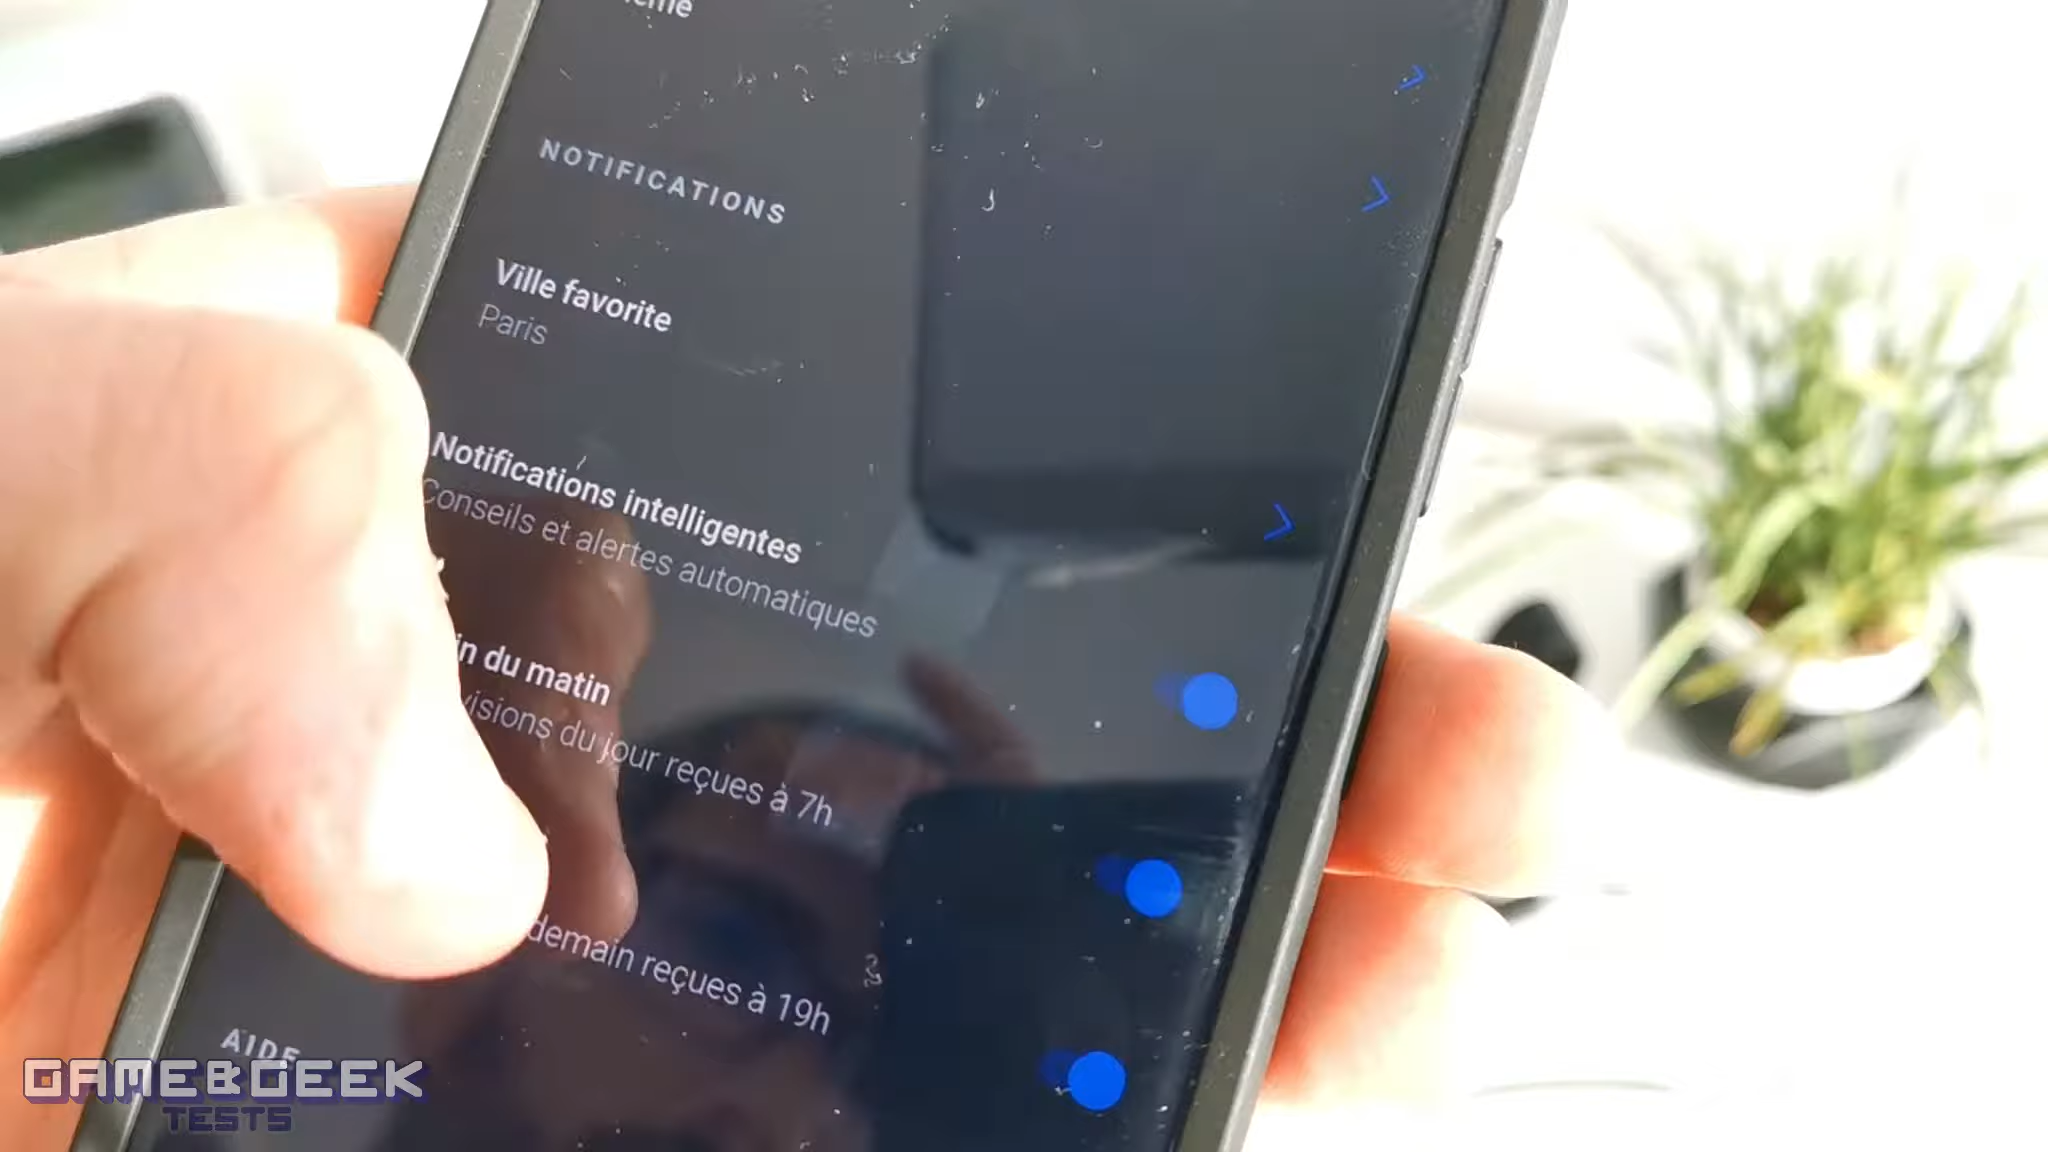 NOTIFICATIONS
Ville favorite
Paris
Notifications intelligentes
Conseils et alertes automatiques
du matin
du jour reçues à 7h
demain reçues à 19h
AIDE
GAME&GEEK
TESTS